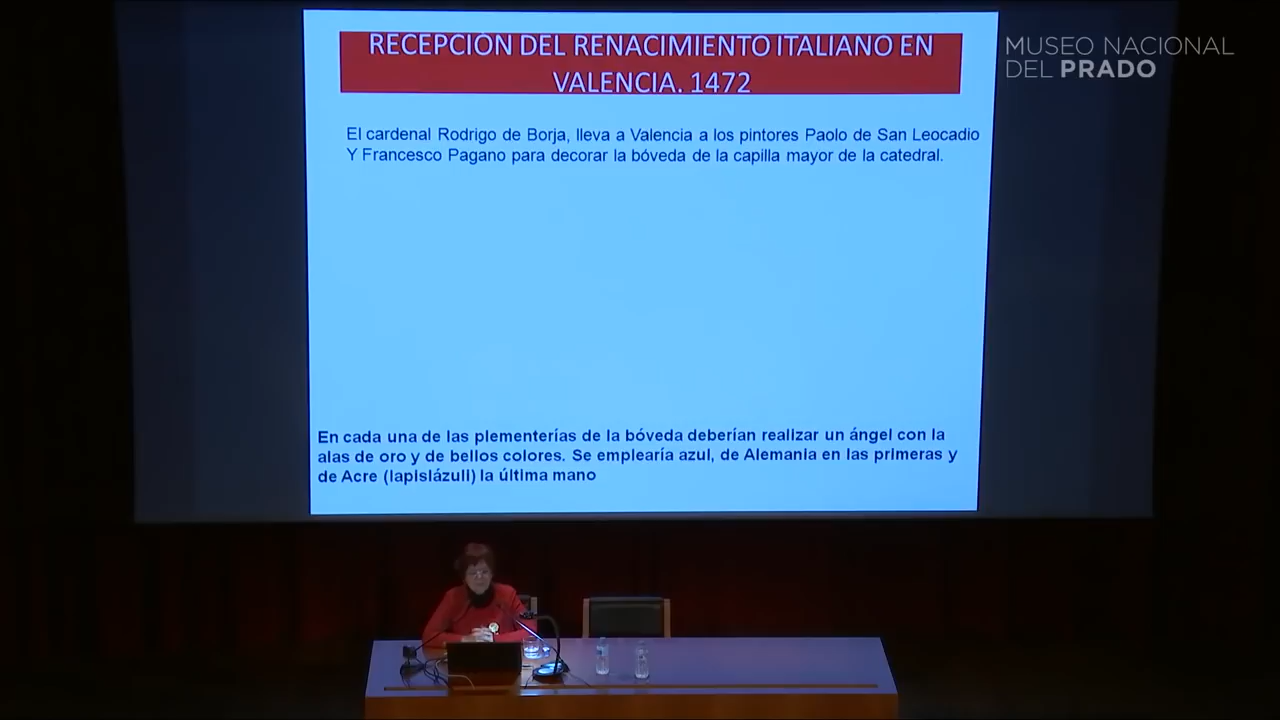 RECEPCIÓN DEL RENACIMIENTO ITALIANO EN
VALENCIA. 1472
MUSEO NACIONAL
DEL PRADO
El cardenal Rodrigo de Borja, lleva a Valencia a los pintores Paolo de San Leocadio
Y Francesco Pagano para decorar la bóveda de la capilla mayor de la catedral.
En cada una de las plementerías de la bóveda deberían realizar un ángel con la
alas de oro y de bellos colores. Se emplearía azul, de Alemania en las primeras y
de Acre (lapislázuli) la última mano